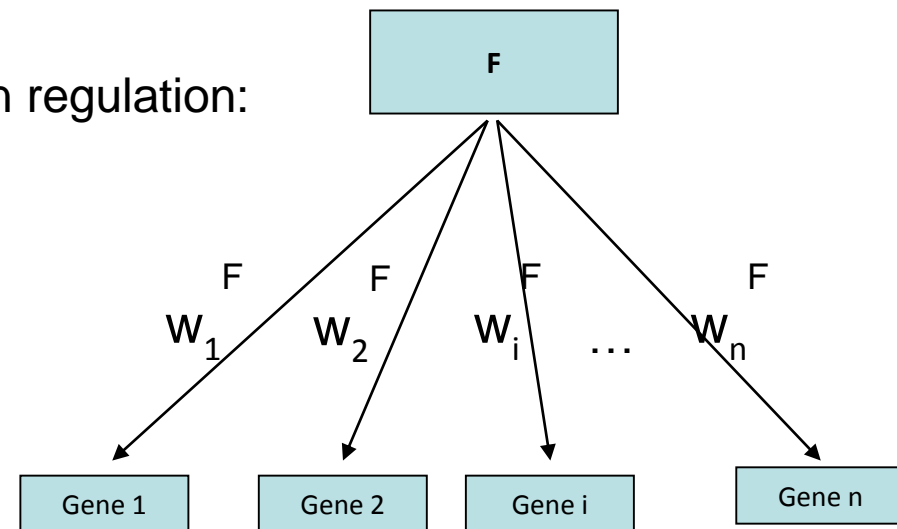 F
regulation:
F F F F
W1 W2 Wi ... Wn
Gene 1 Gene 2 Gene i Gene n